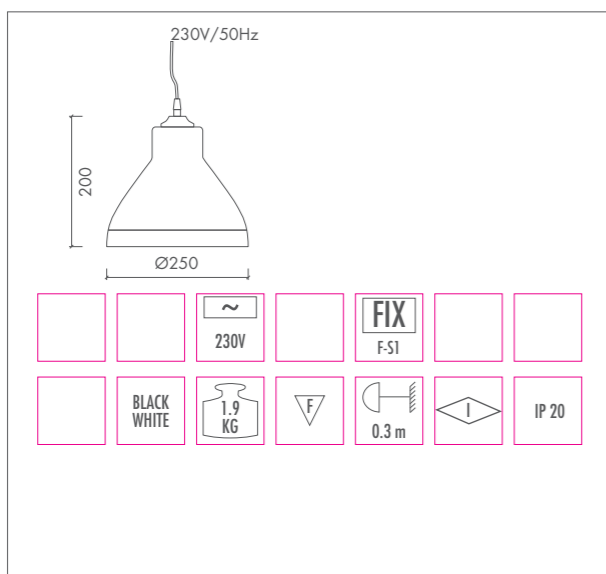 230V/50Hz
200
Ø250
~
230V
FIX
F-S1
BLACK
WHITE
1.9
KG
F
0.3 m
I
IP 20